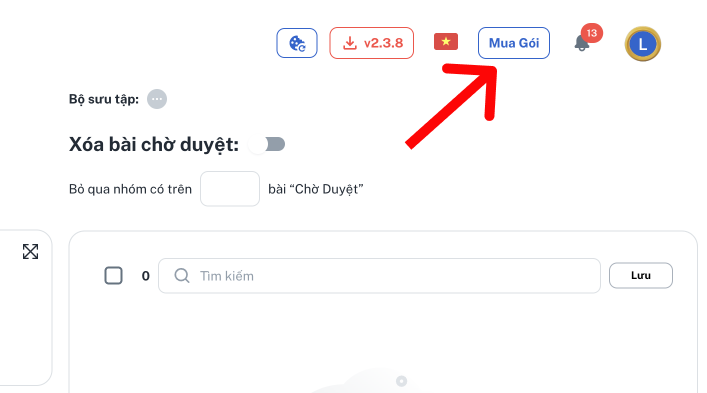 v2.3.8
Mua Gói
13
L
Bộ sưu tập:
Xóa bài chờ duyệt:
Bỏ qua nhóm có trên bài “Chờ Duyệt”
0
Tìm kiếm
Lưu